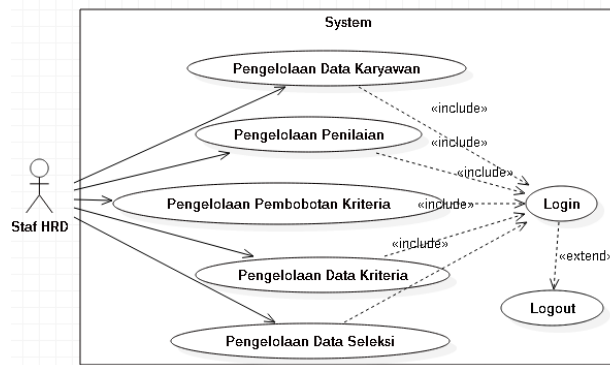 System
Pengelolaan Data Karyawan
«include»
Pengelolaan Penilaian
«include»
«include»
Pengelolaan Pembobotan Kriteria
«include»
Login
Staf HRD
«include»
«extend»
Pengelolaan Data Kriteria
Logout
Pengelolaan Data Seleksi